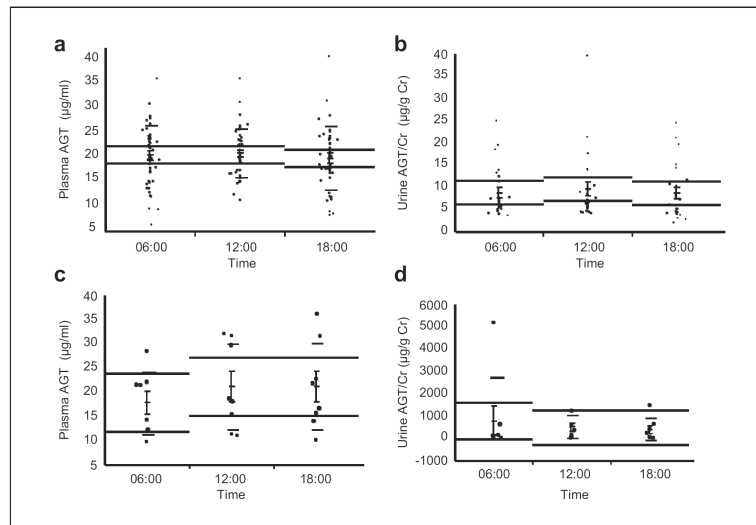 a
Plasma AGT (μg/ml)
40
35
30
25
20
15
10
5
06:00 12:00 18:00
Time
b
Urine AGT/Cr (μg/g Cr)
40
35
30
25
20
15
10
5
0
06:00 12:00 18:00
Time
c
Plasma AGT (μg/ml)
40
35
30
25
20
15
10
5
06:00 12:00 18:00
Time
d
Urine AGT/Cr (μg/g Cr)
6000
5000
4000
3000
2000
1000
0
-1000
06:00 12:00 18:00
Time